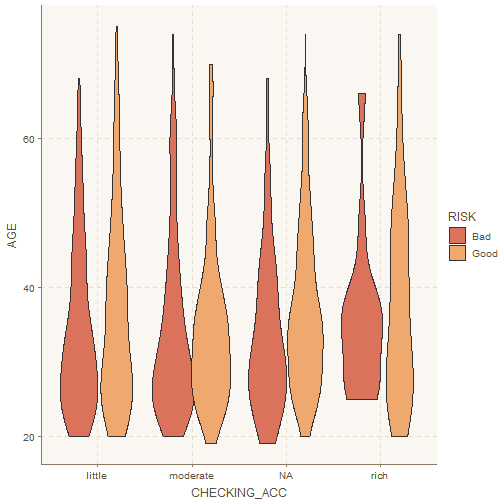 60
40
20
AGE
little moderate NA rich
CHECKING_ACC
RISK
Bad
Good